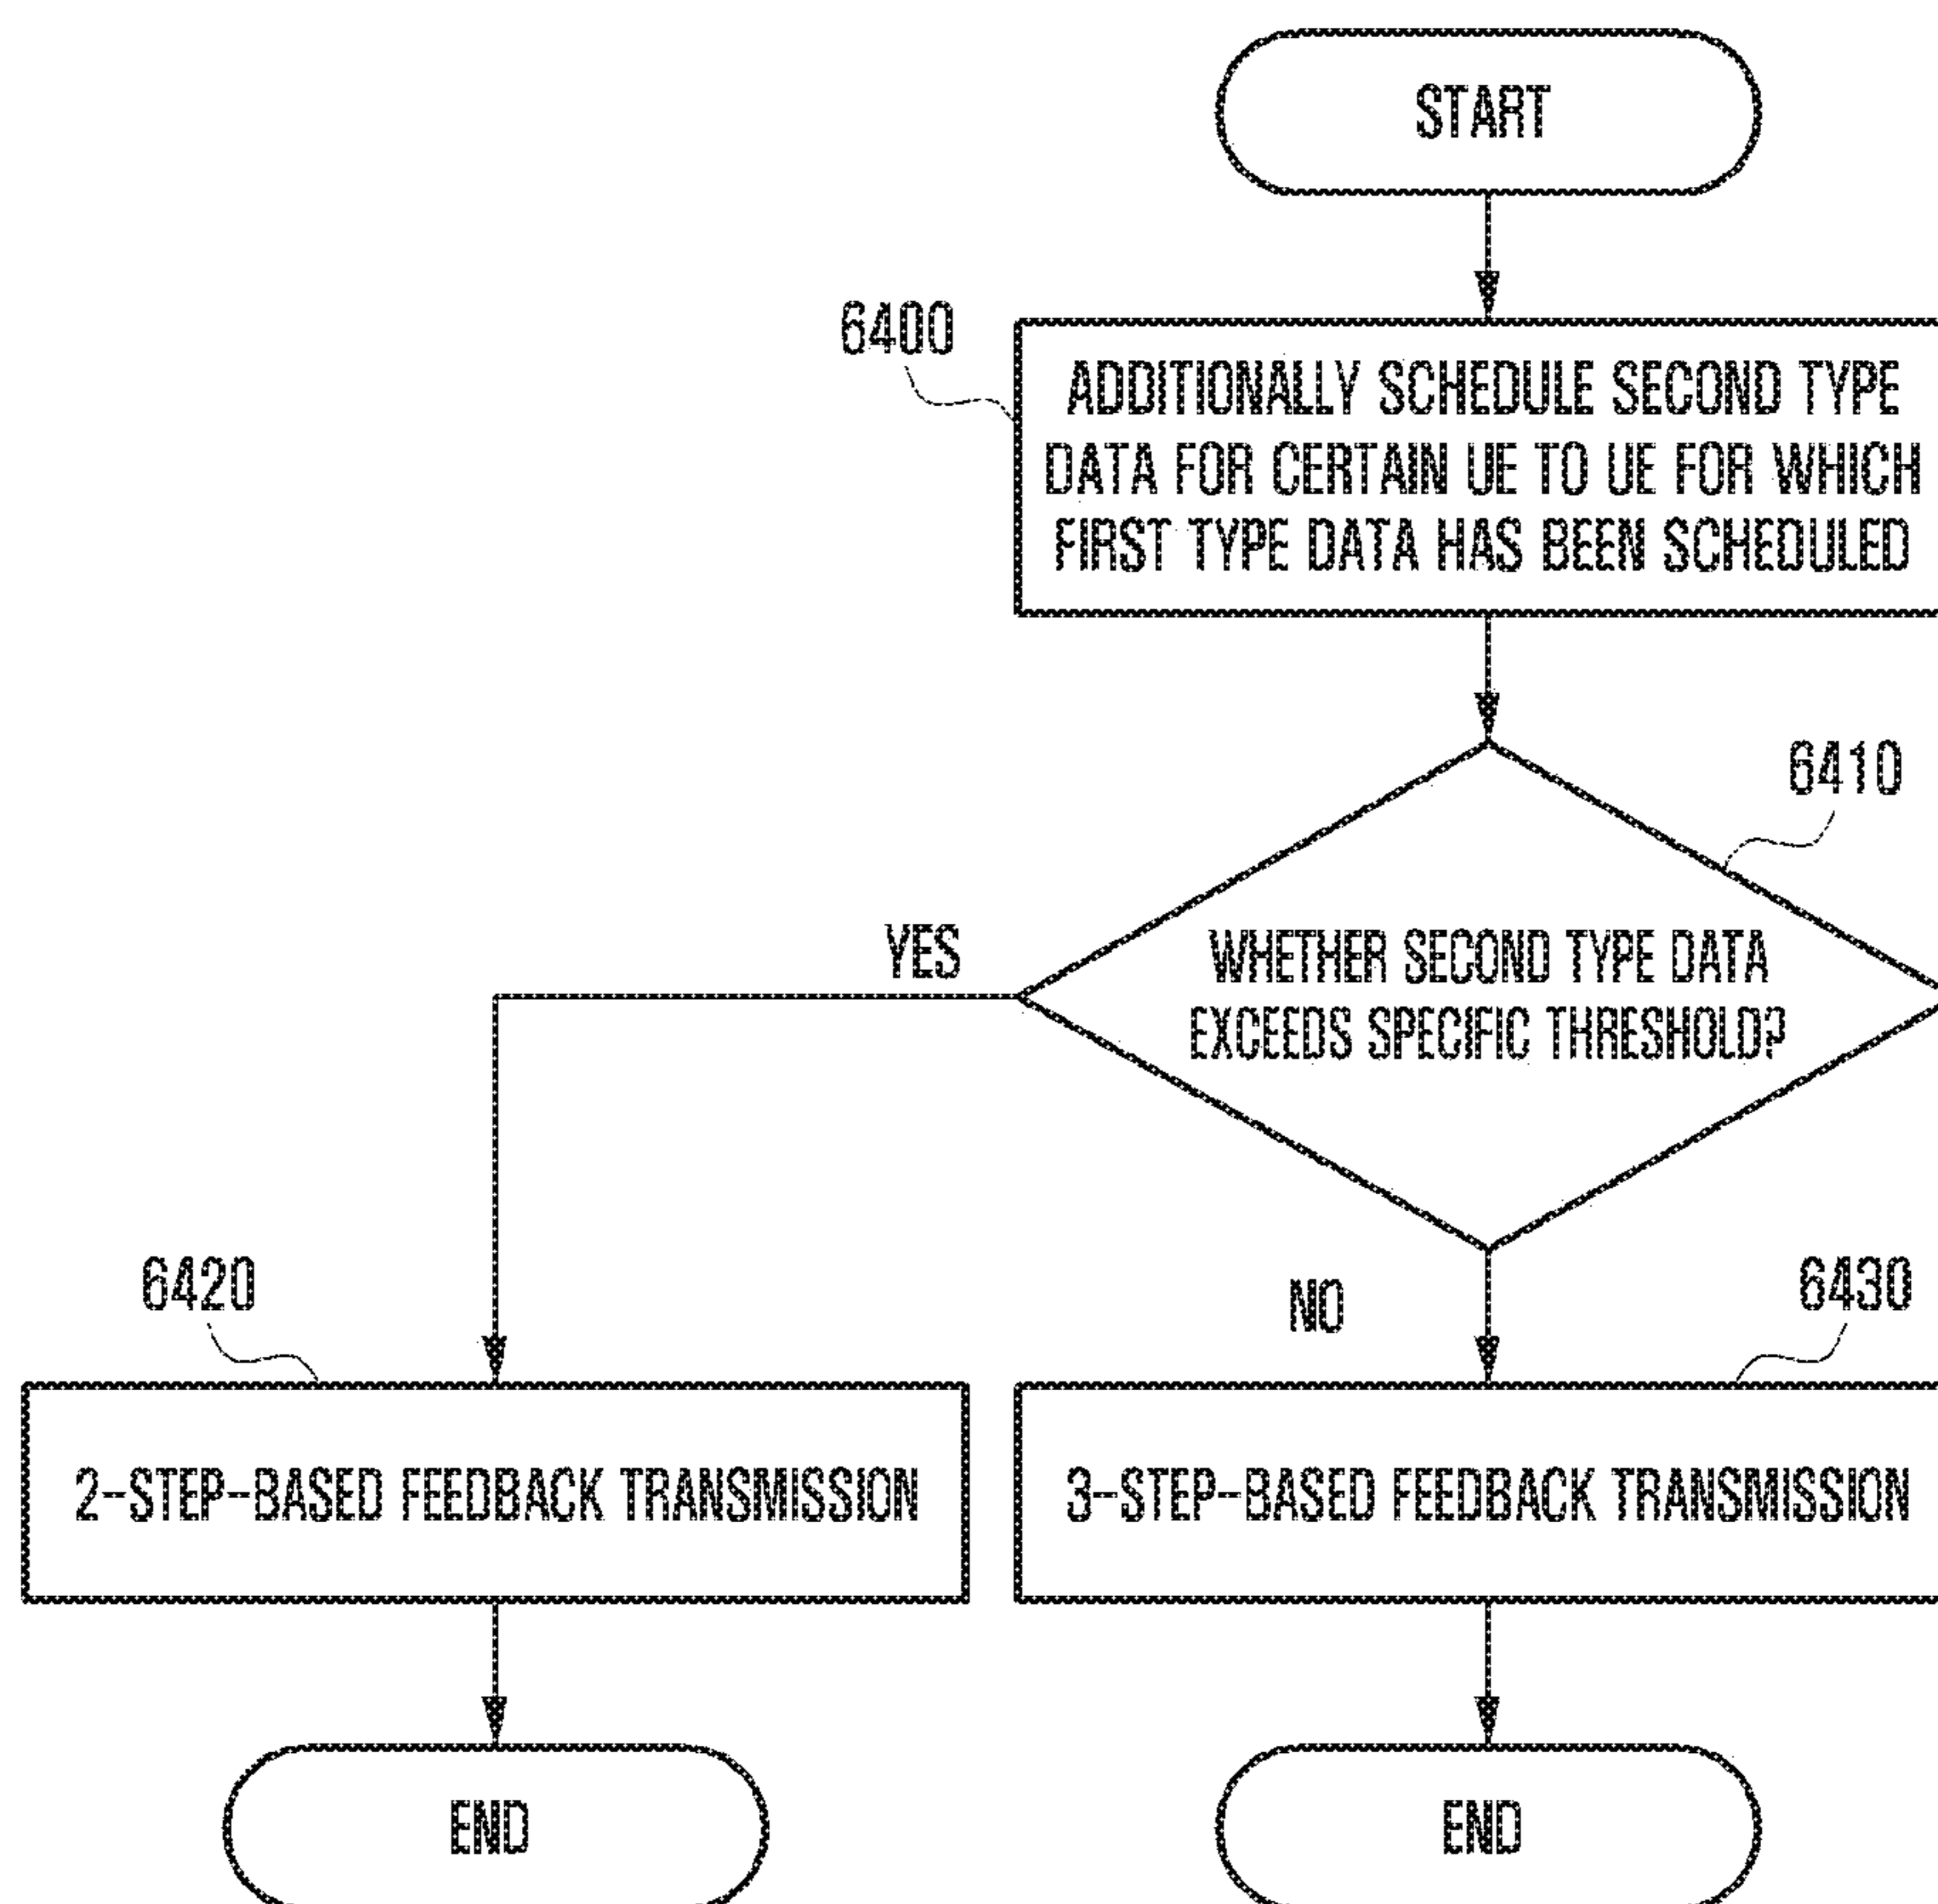 START
6400
ADDITIONALLY SCHEDULE SECOND TYPE
DATA FOR CERTAIN UE TO UE FOR WHICH
FIRST TYPE DATA HAS BEEN SCHEDULED
6410
WHETHER SECOND TYPE DATA
EXCEEDS SPECIFIC THRESHOLD?
YES
NO
6420
2-STEP-BASED FEEDBACK TRANSMISSION
6430
3-STEP-BASED FEEDBACK TRANSMISSION
END
END